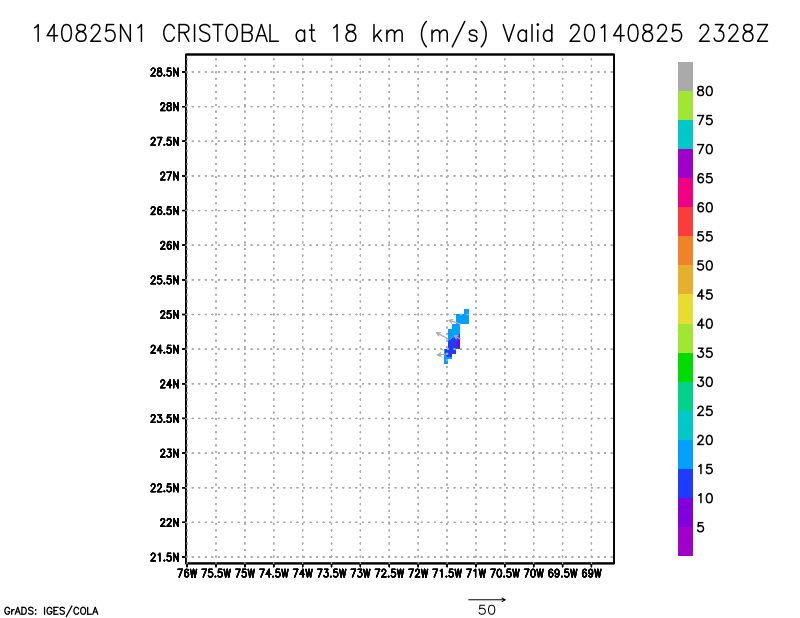 140825N1 CRISTOBAL at 18 km (m/s) Valid 20140825 2328Z
28.5N
28N
27.5N
27N
26.5N
26N
25.5N
25N
24.5N
24N
23.5N
23N
22.5N
22N
21.5N
76W 75.5W 75W 74.5W 74W 73.5W 73W 72.5W 72W 71.5W 71W 70.5W 70W 69.5W 69W
80
75
70
65
60
55
50
45
40
35
30
25
20
15
10
5
50
GrADS: IGES/COLA